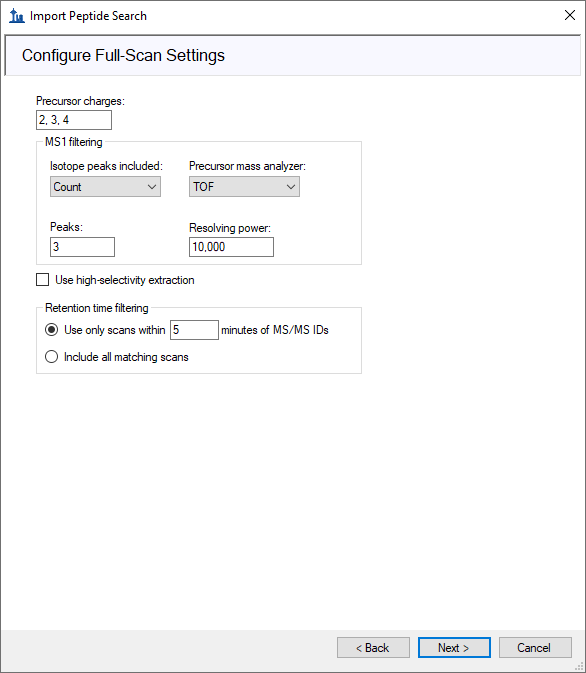 Import Peptide Search
Configure Full-Scan Settings
Precursor charges:
2, 3, 4
MS1 filtering
Isotope peaks included: Precursor mass analyzer:
Count TOF
Peaks: Resolving power:
3 10,000
Use high-selectivity extraction
Retention time filtering
Use only scans within 5 minutes of MS/MS IDs
Include all matching scans
< Back Next > Cancel